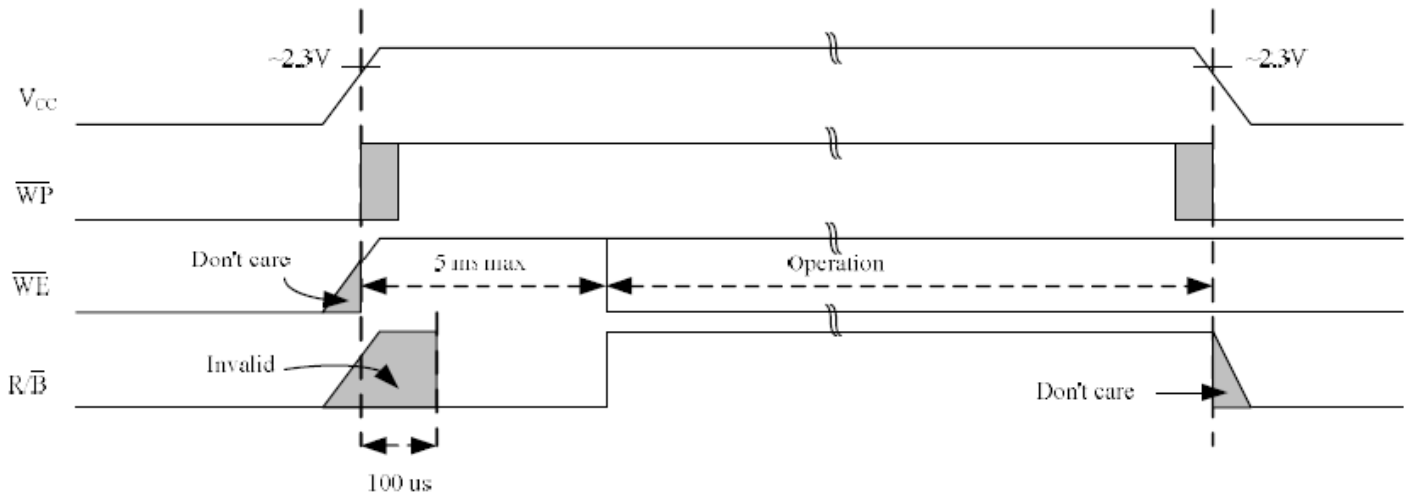 ~2.3V
~2.3V
VCC
WP
Don't care
5 ms max
Operation
WE
Invalid
R/B
Don't care
100 us